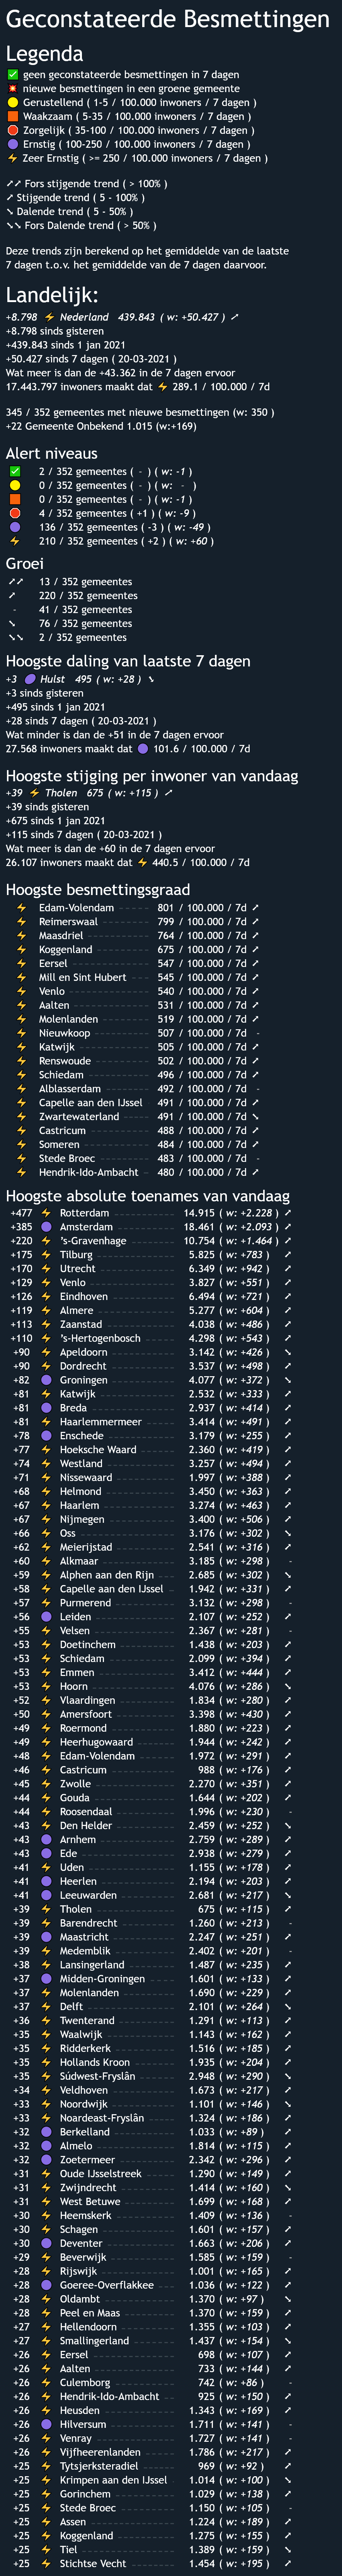 Geconstateerde Besmettingen
Legenda
✅ geen geconstateerde besmettingen in 7 dagen
nieuwe besmettingen in een groene gemeente
Gerustellend ( 1-5 / 100.000 inwoners / 7 dagen )
Waakzaam ( 5-35 / 100.000 inwoners / 7 dagen )
Zorgelijk ( 35-100 / 100.000 inwoners / 7 dagen )
Ernstig ( 100-250 / 100.000 inwoners / 7 dagen )
⚡ Zeer Ernstig ( >= 250 / 100.000 inwoners / 7 dagen )
⤤⤤ Fors stijgende trend ( > 100% )
⤤ Stijgende trend ( 5 - 100% )
⤥ Dalende trend ( 5 - 50% )
⤥⤥ Fors Dalende trend ( > 50% )
Deze trends zijn berekend op het gemiddelde van de laatste
7 dagen t.o.v. het gemiddelde van de 7 dagen daarvoor.
Landelijk:
+8.798 ⚡ Nederland 439.843 ( w: +50.427 ) ⤤
+8.798 sinds gisteren
+439.843 sinds 1 jan 2021
+50.427 sinds 7 dagen ( 20-03-2021 )
Wat meer is dan de +43.362 in de 7 dagen ervoor
17.443.797 inwoners maakt dat ⚡ 289.1 / 100.000 / 7d
345 / 352 gemeentes met nieuwe besmettingen (w: 350 )
+22 Gemeente Onbekend 1.015 (w:+169)
Alert niveaus
✅ 2 / 352 gemeentes ( - ) ( w: -1 )
0 / 352 gemeentes ( - ) ( w: - )
0 / 352 gemeentes ( - ) ( w: -1 )
4 / 352 gemeentes ( +1 ) ( w: -9 )
136 / 352 gemeentes ( -3 ) ( w: -49 )
⚡ 210 / 352 gemeentes ( +2 ) ( w: +60 )
Groei
⤤⤤ 13 / 352 gemeentes
⤤ 220 / 352 gemeentes
- 41 / 352 gemeentes
⤥ 76 / 352 gemeentes
⤥⤥ 2 / 352 gemeentes
Hoogste daling van laatste 7 dagen
+3 Hulst 495 ( w: +28 ) ⤥
+3 sinds gisteren
+495 sinds 1 jan 2021
+28 sinds 7 dagen ( 20-03-2021 )
Wat minder is dan de +51 in de 7 dagen ervoor
27.568 inwoners maakt dat 101.6 / 100.000 / 7d
Hoogste stijging per inwoner van vandaag
+39 ⚡ Tholen 675 ( w: +115 ) ⤤
+39 sinds gisteren
+675 sinds 1 jan 2021
+115 sinds 7 dagen ( 20-03-2021 )
Wat meer is dan de +60 in de 7 dagen ervoor
26.107 inwoners maakt dat ⚡ 440.5 / 100.000 / 7d
Hoogste besmettingsgraad
⚡ Edam-Volendam 801 / 100.000 / 7d ⤤
⚡ Reimerswaal 799 / 100.000 / 7d ⤤
⚡ Maasdriel 764 / 100.000 / 7d ⤤
⚡ Koggenland 675 / 100.000 / 7d ⤤
⚡ Eersel 547 / 100.000 / 7d ⤤
⚡ Mill en Sint Hubert 545 / 100.000 / 7d ⤤
⚡ Venlo 540 / 100.000 / 7d ⤤
⚡ Aalten 531 / 100.000 / 7d ⤤
⚡ Molenlanden 519 / 100.000 / 7d ⤤
⚡ Nieuwkoop 507 / 100.000 / 7d -
⚡ Katwijk 505 / 100.000 / 7d ⤤
⚡ Renswoude 502 / 100.000 / 7d ⤤
⚡ Schiedam 496 / 100.000 / 7d ⤤
⚡ Alblasserdam 492 / 100.000 / 7d -
⚡ Capelle aan den IJssel 491 / 100.000 / 7d ⤤
⚡ Zwartewaterland 491 / 100.000 / 7d ⤥
⚡ Castricum 488 / 100.000 / 7d ⤤
⚡ Someren 484 / 100.000 / 7d ⤤
⚡ Stede Broec 483 / 100.000 / 7d -
⚡ Hendrik-Ido-Ambacht 480 / 100.000 / 7d ⤤
Hoogste absolute toenames van vandaag
+477 ⚡ Rotterdam 14.915 ( w: +2.228 ) ⤤
+385 Amsterdam 18.461 ( w: +2.093 ) ⤤
+220 ⚡ 's-Gravenhage 10.754 ( w: +1.464 ) ⤤
+175 ⚡ Tilburg 5.825 ( w: +783 ) ⤤
+170 ⚡ Utrecht 6.349 ( w: +942 ) ⤤
+129 ⚡ Venlo 3.827 ( w: +551 ) ⤤
+126 ⚡ Eindhoven 6.494 ( w: +721 ) ⤤
+119 ⚡ Almere 5.277 ( w: +604 ) ⤤
+113 ⚡ Zaanstad 4.038 ( w: +486 ) ⤤
+110 ⚡ 's-Hertogenbosch 4.298 ( w: +543 ) ⤤
+90 ⚡ Apeldoorn 3.142 ( w: +426 ) ⤥
+90 ⚡ Dordrecht 3.537 ( w: +498 ) ⤤
+82 Groningen 4.077 ( w: +372 ) ⤥
+81 ⚡ Katwijk 2.532 ( w: +333 ) ⤤
+81 Breda 2.937 ( w: +414 ) ⤤
+81 ⚡ Haarlemmermeer 3.414 ( w: +491 ) ⤤
+78 Enschede 3.179 ( w: +255 ) ⤤
+77 ⚡ Hoeksche Waard 2.360 ( w: +419 ) ⤤
+74 ⚡ Westland 3.257 ( w: +494 ) ⤤
+71 ⚡ Nissewaard 1.997 ( w: +388 ) ⤤
+68 ⚡ Helmond 3.450 ( w: +363 ) ⤤
+67 ⚡ Haarlem 3.274 ( w: +463 ) ⤤
+67 ⚡ Nijmegen 3.400 ( w: +506 ) ⤤
+66 ⚡ Oss 3.176 ( w: +302 ) ⤥
+62 ⚡ Meierijstad 2.541 ( w: +316 ) ⤤
+60 ⚡ Alkmaar 3.185 ( w: +298 ) -
+59 ⚡ Alphen aan den Rijn 2.685 ( w: +302 ) ⤥
+58 ⚡ Capelle aan den IJssel 1.942 ( w: +331 ) ⤤
+57 ⚡ Purmerend 3.132 ( w: +298 ) -
+56 Leiden 2.107 ( w: +252 ) ⤤
+55 ⚡ Velsen 2.367 ( w: +281 ) -
+53 ⚡ Doetinchem 1.438 ( w: +203 ) ⤤
+53 ⚡ Schiedam 2.099 ( w: +394 ) ⤤
+53 ⚡ Emmen 3.412 ( w: +444 ) ⤤
+53 ⚡ Hoorn 4.076 ( w: +286 ) ⤥
+52 ⚡ Vlaardingen 1.834 ( w: +280 ) ⤤
+50 ⚡ Amersfoort 3.398 ( w: +430 ) ⤤
+49 ⚡ Roermond 1.880 ( w: +223 ) ⤤
+49 ⚡ Heerhugowaard 1.944 ( w: +242 ) ⤤
+48 ⚡ Edam-Volendam 1.972 ( w: +291 ) ⤤
+46 ⚡ Castricum 988 ( w: +176 ) ⤤
+45 ⚡ Zwolle 2.270 ( w: +351 ) ⤤
+44 ⚡ Gouda 1.644 ( w: +202 ) ⤤
+44 ⚡ Roosendaal 1.996 ( w: +230 ) -
+43 ⚡ Den Helder 2.459 ( w: +252 ) ⤥
+43 Arnhem 2.759 ( w: +289 ) ⤤
+43 Ede 2.938 ( w: +279 ) ⤤
+41 ⚡ Uden 1.155 ( w: +178 ) ⤤
+41 Heerlen 2.194 ( w: +203 ) ⤤
+41 Leeuwarden 2.681 ( w: +217 ) ⤥
+39 ⚡ Tholen 675 ( w: +115 ) ⤤
+39 ⚡ Barendrecht 1.260 ( w: +213 ) -
+39 Maastricht 2.247 ( w: +251 ) ⤤
+39 ⚡ Medemblik 2.402 ( w: +201 ) -
+38 ⚡ Lansingerland 1.487 ( w: +235 ) ⤤
+37 Midden-Groningen 1.601 ( w: +133 ) ⤤
+37 ⚡ Molenlanden 1.690 ( w: +229 ) ⤤
+37 ⚡ Delft 2.101 ( w: +264 ) ⤥
+36 ⚡ Twenterand 1.291 ( w: +113 ) ⤤
+35 ⚡ Waalwijk 1.143 ( w: +162 ) ⤤
+35 ⚡ Ridderkerk 1.516 ( w: +185 ) ⤤
+35 ⚡ Hollands Kroon 1.935 ( w: +204 ) ⤤
+35 ⚡ Súdwest-Fryslân 2.948 ( w: +290 ) ⤥
+34 ⚡ Veldhoven 1.673 ( w: +217 ) ⤤
+33 ⚡ Noordwijk 1.101 ( w: +146 ) ⤥
+33 ⚡ Noardeast-Fryslân 1.324 ( w: +186 ) ⤤
+32 Berkelland 1.033 ( w: +89 ) ⤤
+32 Almelo 1.814 ( w: +115 ) ⤤
+32 Zoetermeer 2.342 ( w: +296 ) ⤤
+31 ⚡ Oude IJsselstreek 1.290 ( w: +149 ) ⤤
+31 ⚡ Zwijndrecht 1.414 ( w: +160 ) ⤥
+31 ⚡ West Betuwe 1.699 ( w: +168 ) ⤤
+30 ⚡ Heemskerk 1.409 ( w: +136 ) -
+30 ⚡ Schagen 1.601 ( w: +157 ) ⤤
+30 Deventer 1.663 ( w: +206 ) ⤤
+29 ⚡ Beverwijk 1.585 ( w: +159 ) -
+28 ⚡ Rijswijk 1.001 ( w: +165 ) ⤤
+28 Goeree-Overflakkee 1.036 ( w: +122 ) ⤤
+28 ⚡ Oldambt 1.370 ( w: +97 ) ⤥
+28 ⚡ Peel en Maas 1.370 ( w: +159 ) ⤤
+27 ⚡ Hellendoorn 1.355 ( w: +103 ) ⤤
+27 ⚡ Smallingerland 1.437 ( w: +154 ) ⤥
+26 ⚡ Eersel 698 ( w: +107 ) ⤤
+26 ⚡ Aalten 733 ( w: +144 ) ⤤
+26 ⚡ Culemborg 742 ( w: +86 ) -
+26 ⚡ Hendrik-Ido-Ambacht 925 ( w: +150 ) ⤤
+26 ⚡ Heusden 1.343 ( w: +169 ) ⤤
+26 Hilversum 1.711 ( w: +141 ) -
+26 ⚡ Venray 1.727 ( w: +141 ) -
+26 ⚡ Vijfheerenlanden 1.786 ( w: +217 ) ⤤
+25 ⚡ Tytsjerksteradiel 969 ( w: +92 ) ⤤
+25 ⚡ Krimpen aan den IJssel 1.014 ( w: +100 ) ⤥
+25 ⚡ Gorinchem 1.029 ( w: +138 ) ⤤
+25 ⚡ Stede Broec 1.150 ( w: +105 ) -
+25 ⚡ Assen 1.224 ( w: +189 ) ⤤
+25 ⚡ Koggenland 1.275 ( w: +155 ) ⤤
+25 ⚡ Tiel 1.389 ( w: +159 ) ⤥
+25 ⚡ Stichtse Vecht 1.454 ( w: +195 ) ⤤